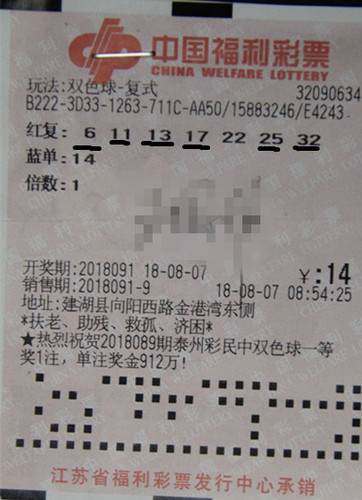 中国福利彩票
CHINA WELFARE LOTTERY
玩法:双色球-复式 32090634
B222-3D33-1263-711C-AA50/15883246/E4243
红复: 6 11 13 17 22 25 32
蓝单:14
倍数:1
开奖期:2018091 18-08-07 ¥:14
销售期:2018091-9 18-08-07 08:54:25
地址:建湖县向阳西路金港湾东侧
*扶老、助残、救孤、济困*
★热烈祝贺2018089期泰州彩民中双色球一等
奖1注，单注奖金912万!
江苏省福利彩票发行中心承销